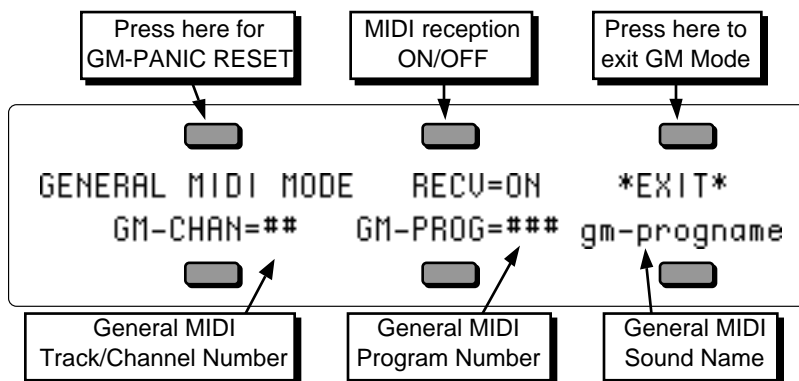 Press here for
GM-PANIC RESET
MIDI reception
ON/OFF
Press here to
exit GM Mode
GENERAL MIDI MODE RECV=ON *EXIT*
GM-CHAN=## GM-PROG=### gm-progname
General MIDI
Track/Channel Number
General MIDI
Program Number
General MIDI
Sound Name